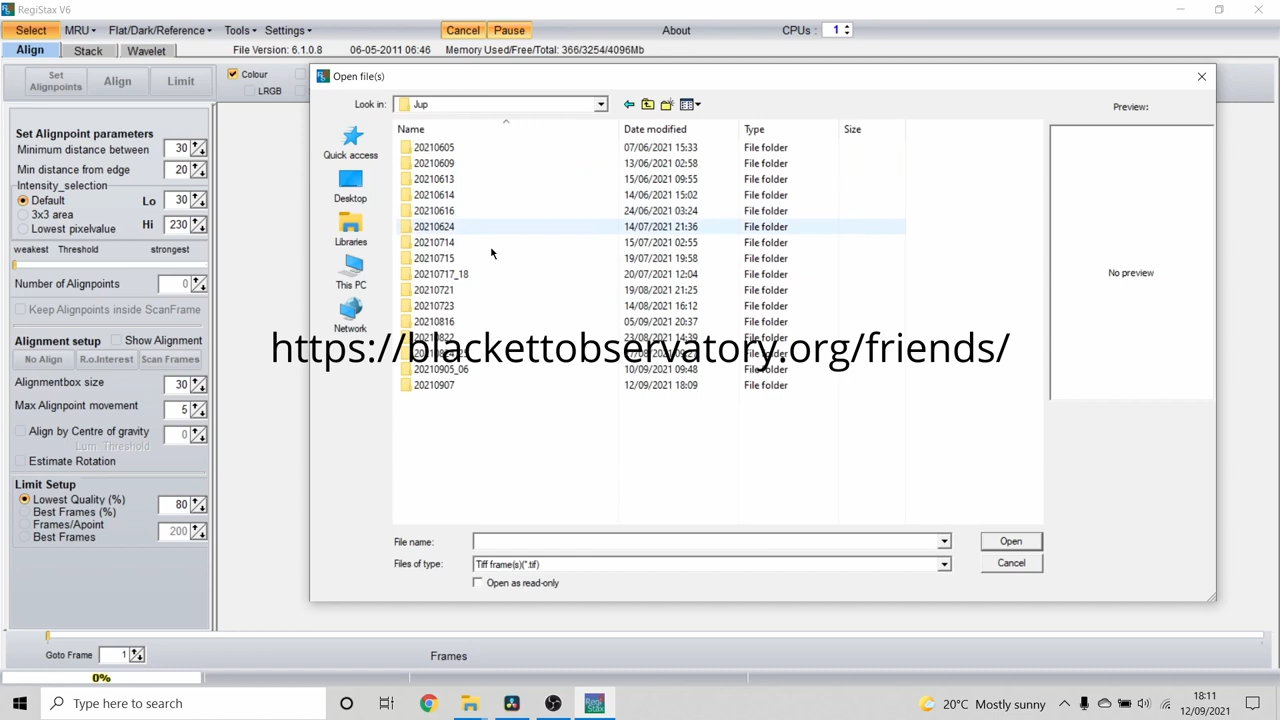 RegiStax V6
Select MRU Flat/Dark/Reference Tools Settings Cancel Pause About CPUs : 1
Align Stack Wavelet File Version: 6.1.0.8 06-05-2011 06:46 Memory Used/Free/Total: 366/3254/4096Mb
Set Alignpoints Align Limit Colour LRGB
Set Alignpoint parameters
Minimum distance between 30
Min distance from edge 20
Intensity_selection
Default Lo 30
3x3 area
Lowest pixelvalue Hi 230
weakest Threshold strongest
Number of Alignpoints 0
Keep Alignpoints inside ScanFrame
Alignment setup Show Alignment
No Align R.o.Interest Scan Frames
Alignmentbox size 30
Max Alignpoint movement 5
Align by Centre of gravity 0
Lum Threshold
Estimate Rotation
Limit Setup
Lowest Quality (%) 80
Best Frames (%)
Frames/Apoint 200
Best Frames
Open file(s)
Look in: Jup
Quick access
Desktop
Libraries
This PC
Network
Name Date modified Type Size
20210605 07/06/2021 15:33 File folder
20210609 13/06/2021 02:58 File folder
20210613 15/06/2021 09:55 File folder
20210614 14/06/2021 15:02 File folder
20210616 24/06/2021 03:24 File folder
20210624 14/07/2021 21:36 File folder
20210714 15/07/2021 02:55 File folder
20210715 19/07/2021 19:58 File folder
20210717_18 20/07/2021 12:04 File folder
20210721 19/08/2021 21:25 File folder
20210723 14/08/2021 16:12 File folder
20210816 05/09/2021 20:37 File folder
20210822 23/08/2021 14:39 File folder
File folder
20210905_06 10/09/2021 09:48 File folder
20210907 12/09/2021 18:09 File folder
https://blackettobservatory.org/friends/
Preview:
No preview
File name: Open
Files of type: Tiff frame(s)(*.tif) Cancel
Open as read-only
Goto Frame 1 Frames
0%
Type here to search
20°C Mostly sunny
18:11
12/09/2021